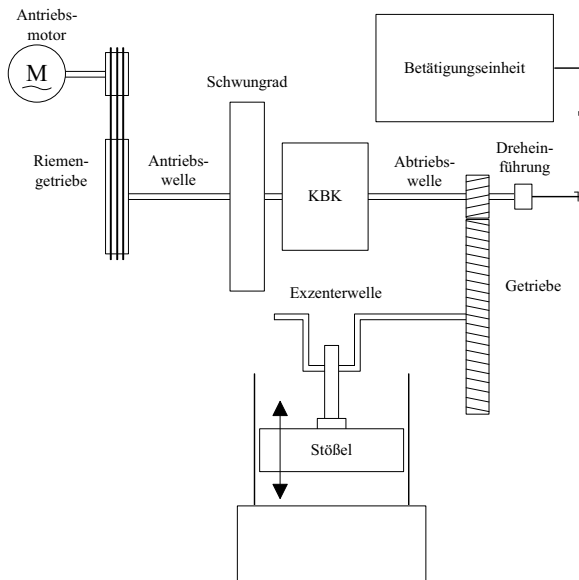 Antriebs-
motor
M
Betätigungseinheit
Schwungrad
Riemen-
getriebe
Antriebs-
welle
KBK
Abtriebs-
welle
Drehein-
führung
Exzenterwelle
Getriebe
Stößel